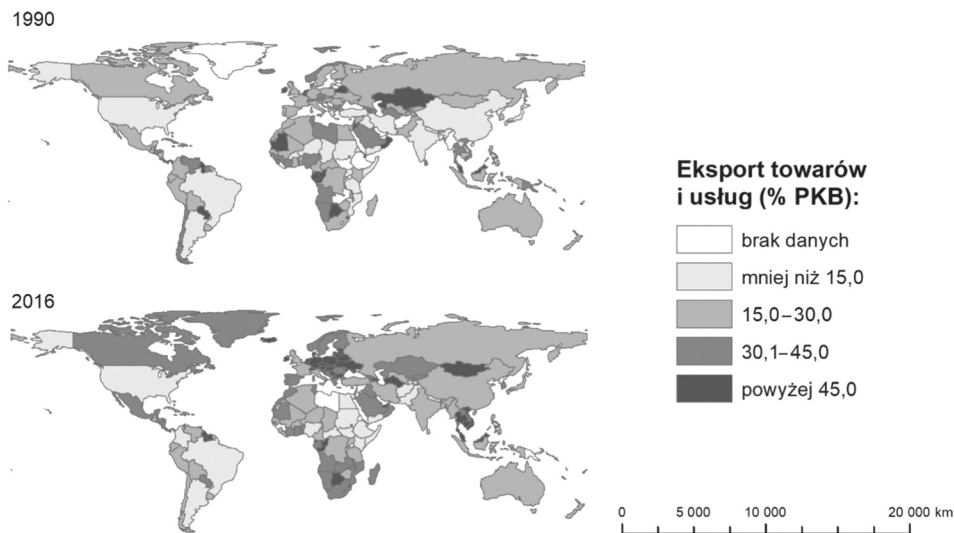 1990
2016
Eksport towarów
i usług (% PKB):
brak danych
mniej niż 15,0
15,0–30,0
30,1–45,0
powyżej 45,0
0 5 000 10 000 20 000 km